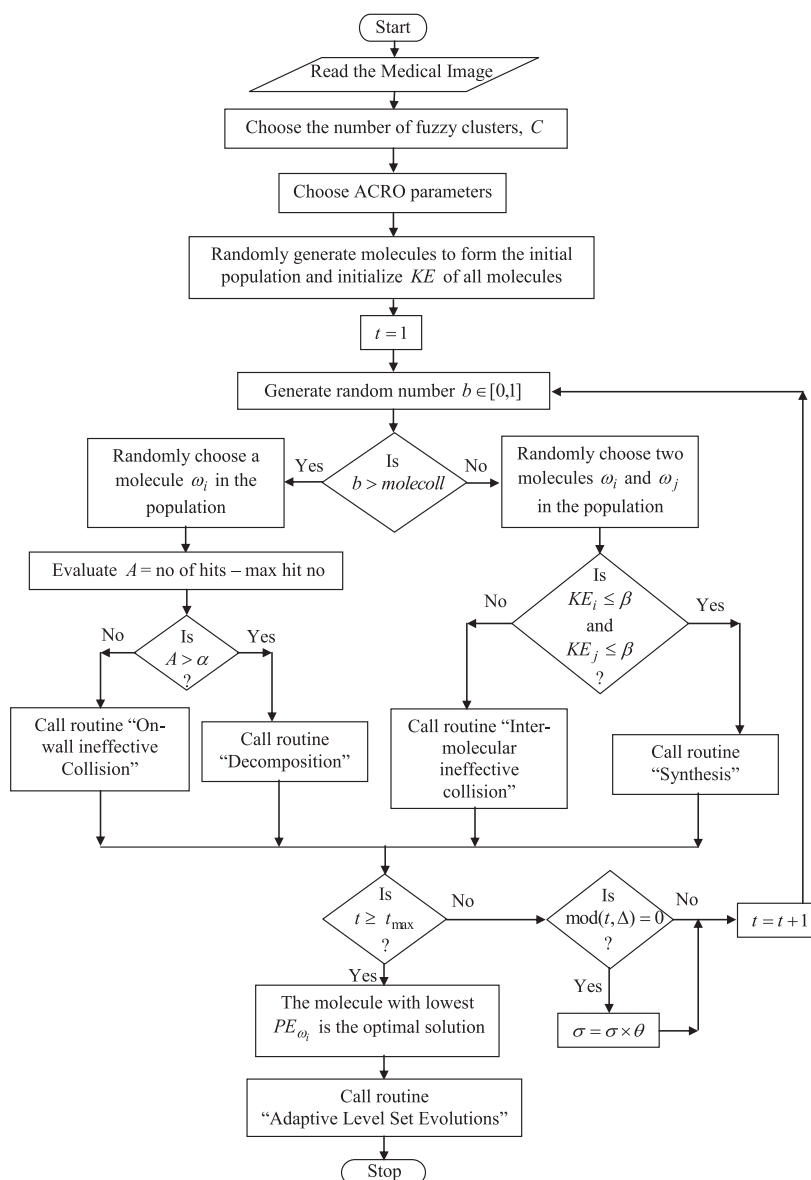 Start
Read the Medical Image
Choose the number of fuzzy clusters, C
Choose ACRO parameters
Randomly generate molecules to form the initial
population and initialize KE of all molecules
t = 1
Generate random number b ∈ [0,1]
Randomly choose a
molecule ω_i in the
population
Yes
Is
b > molecoll
No
Randomly choose two
molecules ω_i and ω_j
in the population
Evaluate A = no of hits – max hit no
No
Is
A > α
?
Yes
No
Is
KE_i ≤ β
and
KE_j ≤ β
?
Yes
Call routine “On-
wall ineffective
Collision”
Call routine
“Decomposition”
Call routine “Inter-
molecular
ineffective
collision”
Call routine
“Synthesis”
Is
t ≥ t_max
?
No
Is
mod(t, Δ) = 0
?
No
t = t + 1
Yes
Yes
The molecule with lowest
PE_ω_i is the optimal solution
σ = σ × θ
Call routine
“Adaptive Level Set Evolutions”
Stop